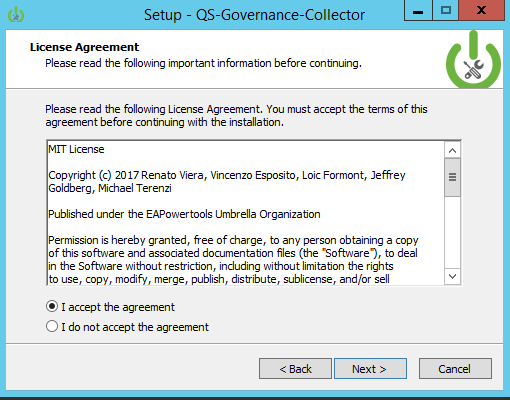 Setup - QS-Governance-Collector
License Agreement
Please read the following important information before continuing.
Please read the following License Agreement. You must accept the terms of this
agreement before continuing with the installation.
MIT License
Copyright (c) 2017 Renato Viera, Vincenzo Esposito, Loic Formont, Jeffrey
Goldberg, Michael Terenzi
Published under the EAPowertools Umbrella Organization
Permission is hereby granted, free of charge, to any person obtaining a copy
of this software and associated documentation files (the "Software"), to deal
in the Software without restriction, including without limitation the rights
to use, copy, modify, merge, publish, distribute, sublicense, and/or sell
I accept the agreement
I do not accept the agreement
< Back
Next >
Cancel